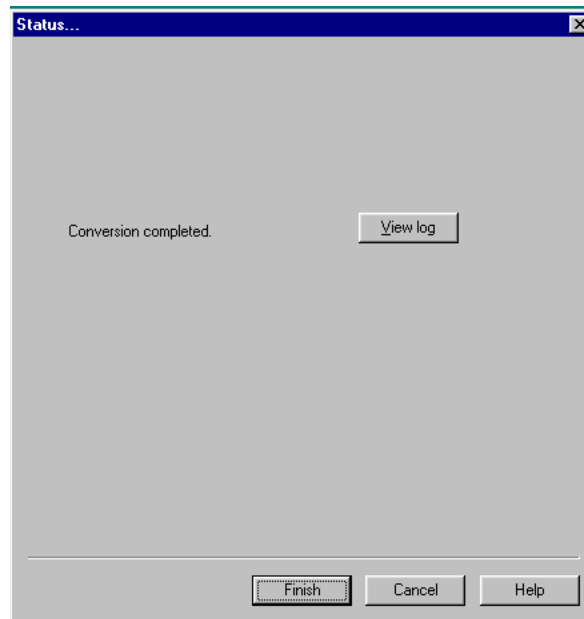 Status...
Conversion completed.
View log
Finish
Cancel
Help